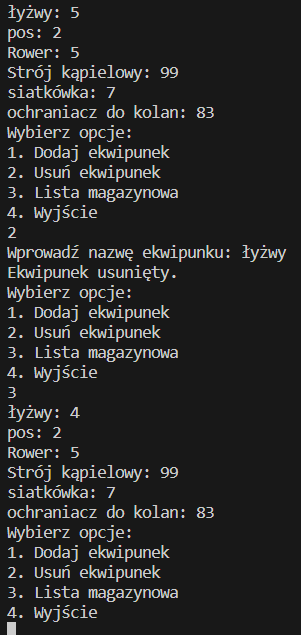 łyżwy: 5
pos: 2
Rower: 5
Strój kąpielowy: 99
siatkówka: 7
ochraniacz do kolan: 83
Wybierz opcje:
1. Dodaj ekwipunek
2. Usuń ekwipunek
3. Lista magazynowa
4. Wyjście
2
Wprowadź nazwę ekwipunku: łyżwy
Ekwipunek usunięty.
Wybierz opcje:
1. Dodaj ekwipunek
2. Usuń ekwipunek
3. Lista magazynowa
4. Wyjście
3
łyżwy: 4
pos: 2
Rower: 5
Strój kąpielowy: 99
siatkówka: 7
ochraniacz do kolan: 83
Wybierz opcje:
1. Dodaj ekwipunek
2. Usuń ekwipunek
3. Lista magazynowa
4. Wyjście